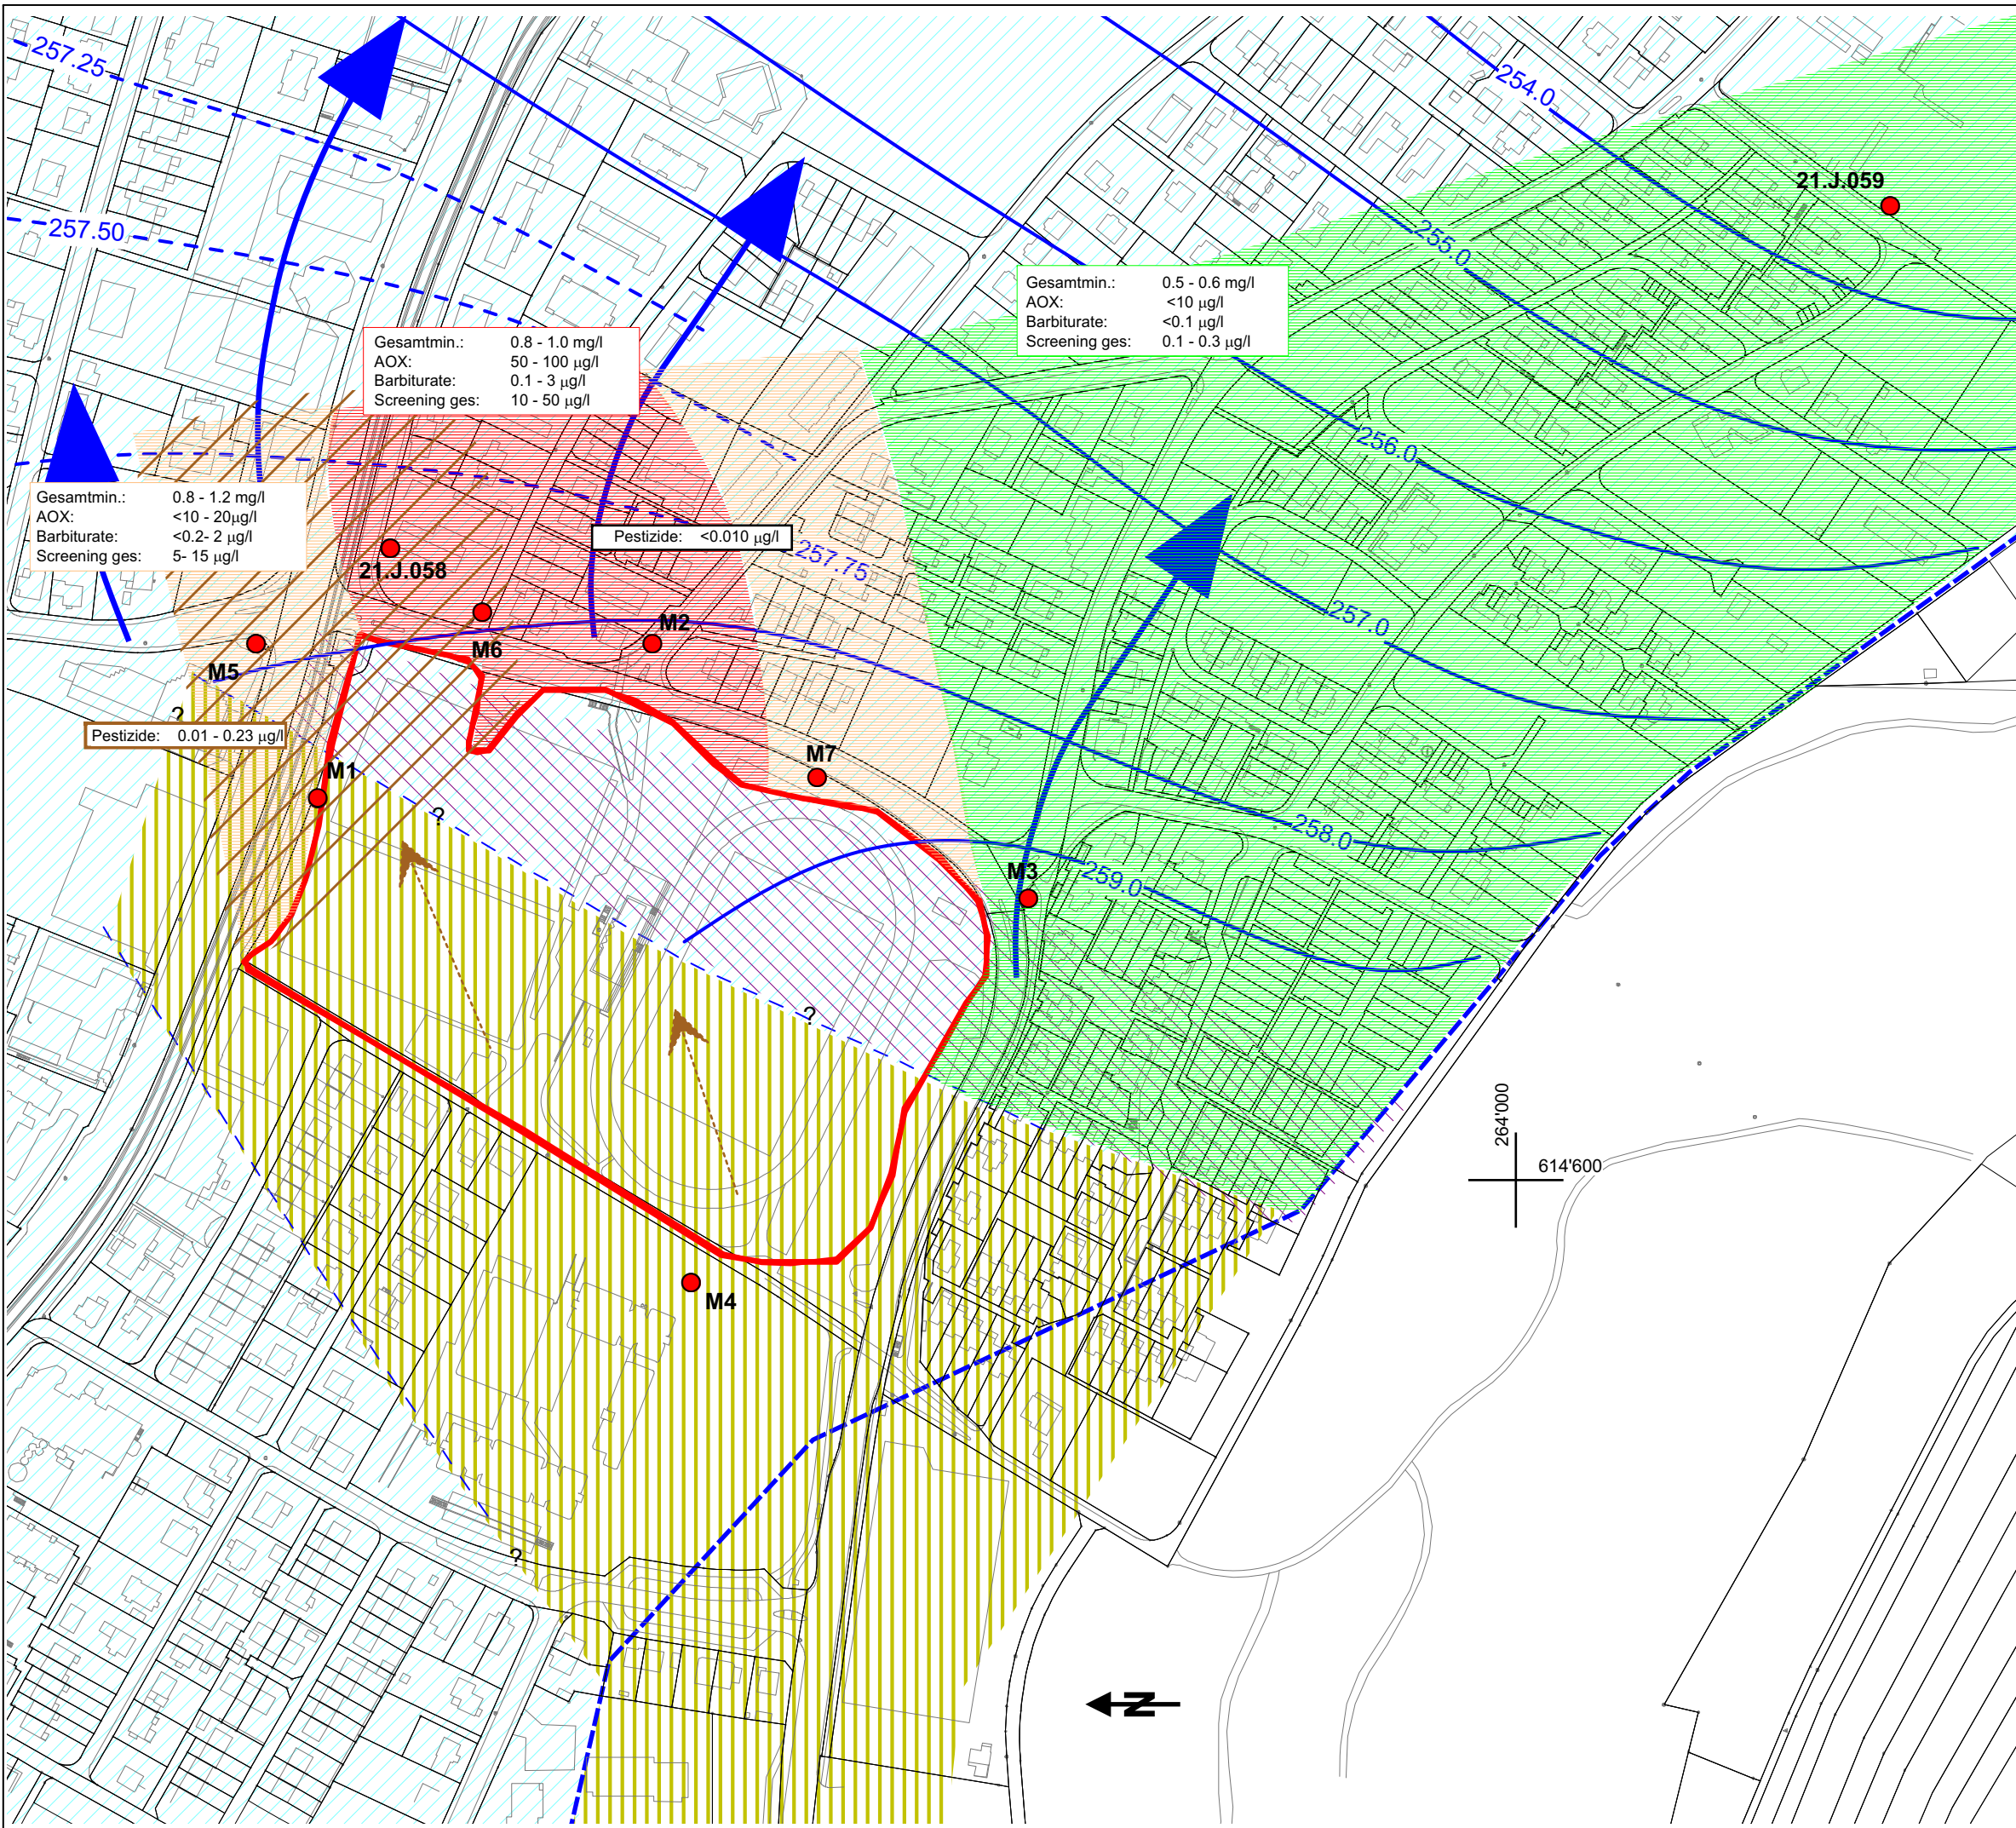 257.25
254.0
21.J.059
257.50
255.0
Gesamtmin.: 0.5 - 0.6 mg/l
AOX: <10 µg/l
Barbiturate: <0.1 µg/l
Screening ges: 0.1 - 0.3 µg/l
Gesamtmin.: 0.8 - 1.0 mg/l
AOX: 50 - 100 µg/l
Barbiturate: 0.1 - 3 µg/l
Screening ges: 10 - 50 µg/l
256.0
Gesamtmin.: 0.8 - 1.2 mg/l
AOX: <10 - 20µg/l
Barbiturate: <0.2- 2 µg/l
Screening ges: 5- 15 µg/l
Pestizide: <0.010 µg/l
257.75
21.J.058
257.0
M2
M6
M5
?
Pestizide: 0.01 - 0.23 µg/l
M7
M1
?
258.0
M3
259.0
?
264'000
614'600
M4
?
N